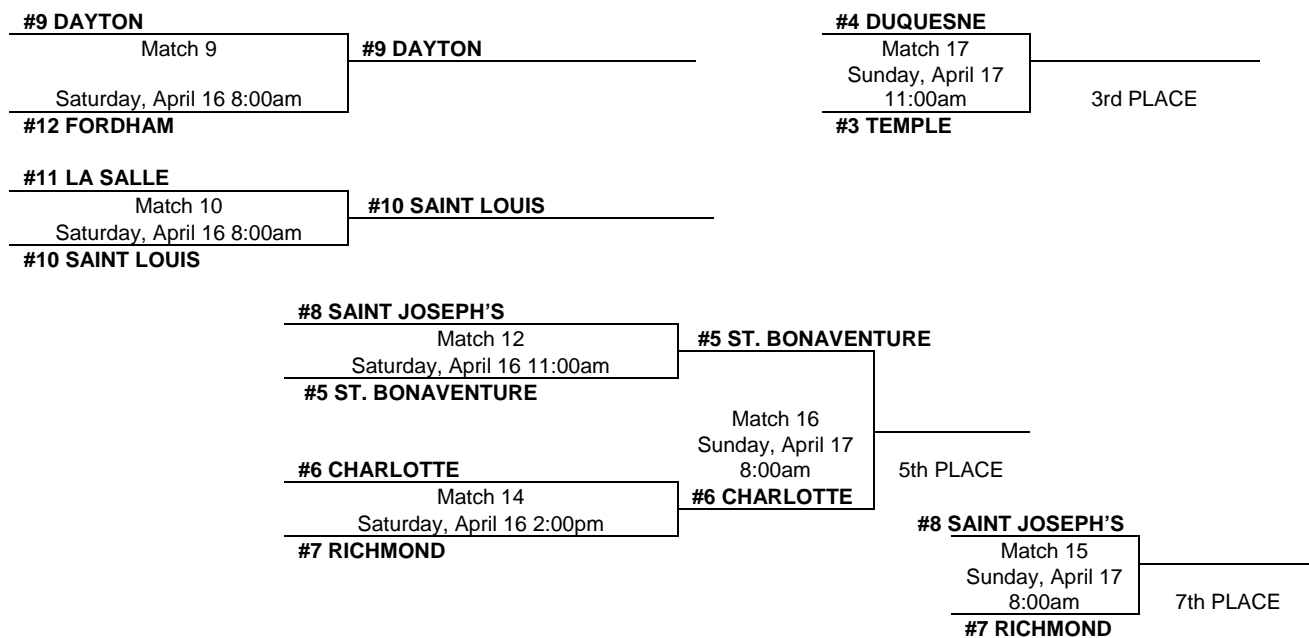 #9 DAYTON
Match 9
#9 DAYTON
Saturday, April 16 8:00am
#12 FORDHAM
#4 DUQUESNE
Match 17
Sunday, April 17
11:00am
3rd PLACE
#3 TEMPLE
#11 LA SALLE
Match 10
#10 SAINT LOUIS
Saturday, April 16 8:00am
#10 SAINT LOUIS
#8 SAINT JOSEPH’S
Match 12
#5 ST. BONAVENTURE
Saturday, April 16 11:00am
#5 ST. BONAVENTURE
Match 16
Sunday, April 17
8:00am
5th PLACE
#6 CHARLOTTE
Match 14
#6 CHARLOTTE
Saturday, April 16 2:00pm
#7 RICHMOND
#8 SAINT JOSEPH’S
Match 15
Sunday, April 17
8:00am
7th PLACE
#7 RICHMOND